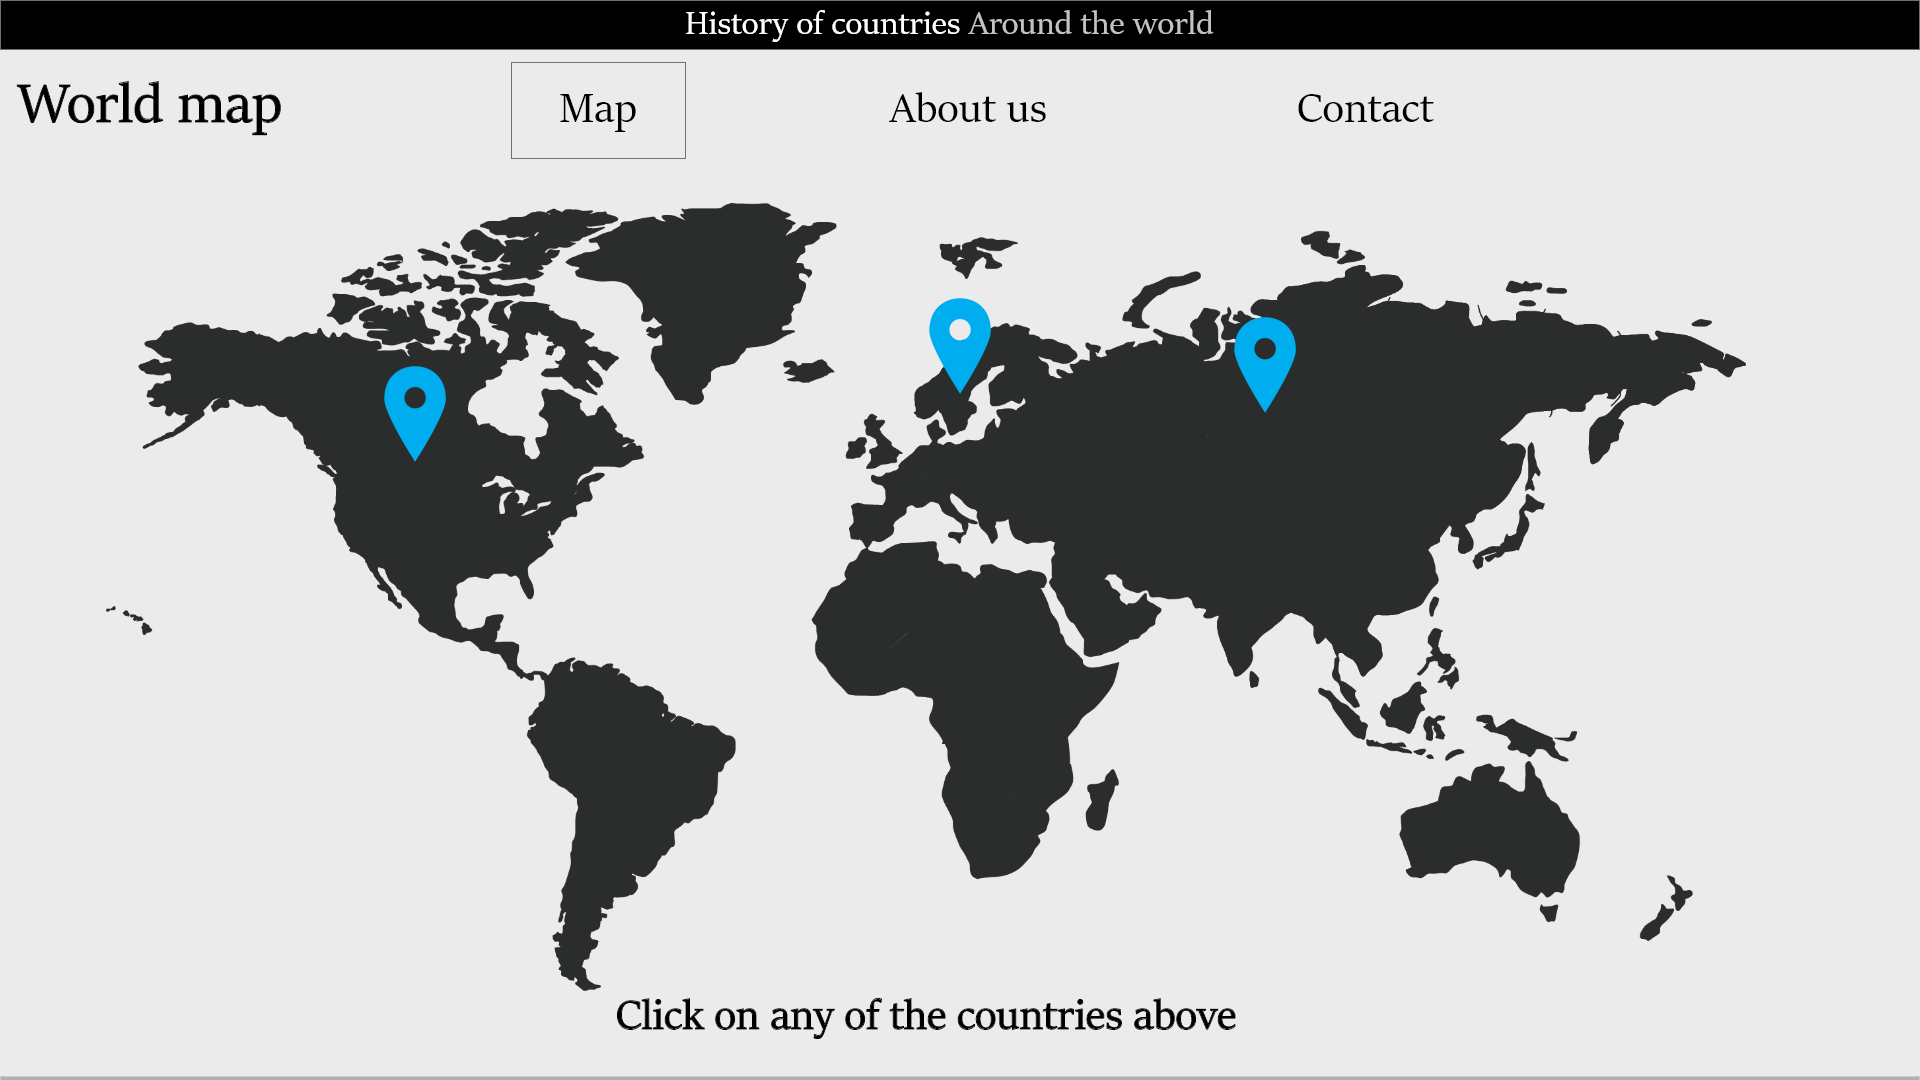 History of countries Around the world
World map
Map
About us
Contact
Click on any of the countries above